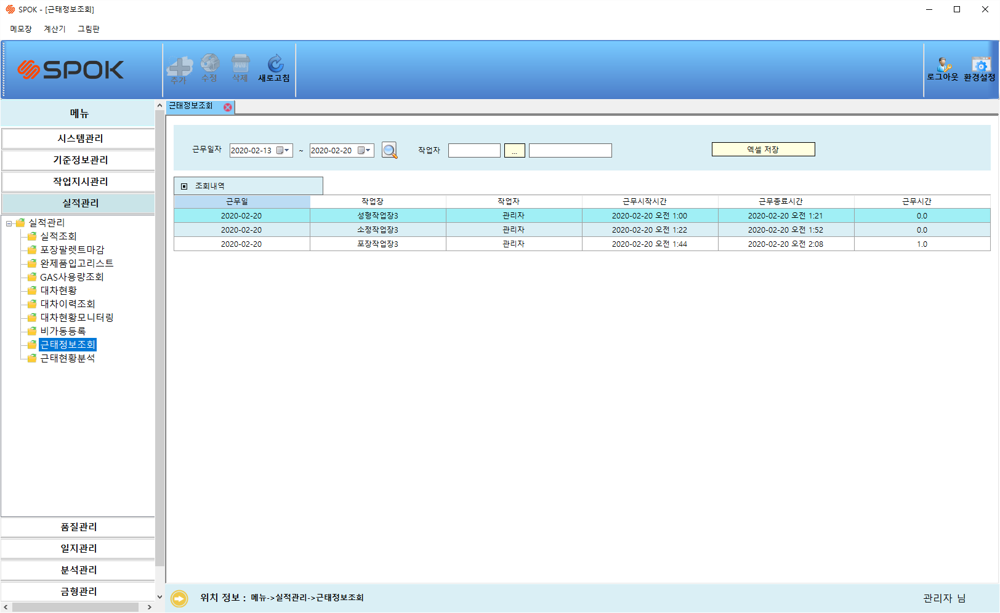 SPOK - [근태정보조회]
메모장 계산기 그림판
SPOK 추가 수정 삭제 새로고침 로그아웃 환경설정
메뉴
시스템관리
기준정보관리
작업지시관리
실적관리
실적관리
실적조회
포장팔렛트마감
완제품입고리스트
GAS사용량조회
대차현황
대차이력조회
대차현황모니터링
비가동등록
근태정보조회
근태현황분석
품질관리
일지관리
분석관리
금형관리
근태정보조회
근무일자 2020-02-13 ~ 2020-02-20 작업자 ... 엑셀 저장
조회내역
근무일 작업장 작업자 근무시작시간 근무종료시간 근무시간
2020-02-20 성형작업장3 관리자 2020-02-20 오전 1:00 2020-02-20 오전 1:21 0.0
2020-02-20 소정작업장3 관리자 2020-02-20 오전 1:22 2020-02-20 오전 1:52 0.0
2020-02-20 포장작업장3 관리자 2020-02-20 오전 1:44 2020-02-20 오전 2:08 1.0
위치 정보 : 메뉴->실적관리->근태정보조회 관리자 님